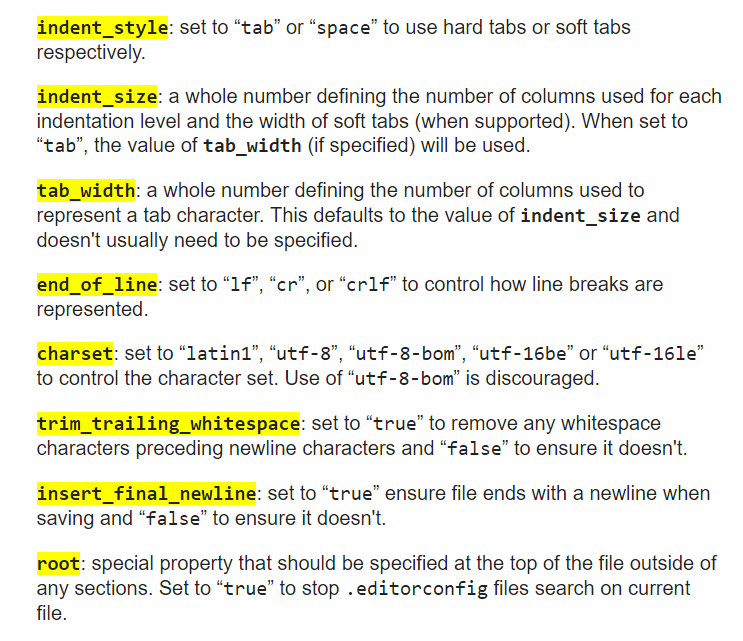 indent_style: set to “tab” or “space” to use hard tabs or soft tabs
respectively.
indent_size: a whole number defining the number of columns used for each
indentation level and the width of soft tabs (when supported). When set to
“tab”, the value of tab_width (if specified) will be used.
tab_width: a whole number defining the number of columns used to
represent a tab character. This defaults to the value of indent_size and
doesn't usually need to be specified.
end_of_line: set to “lf”, “cr”, or “crlf” to control how line breaks are
represented.
charset: set to “latin1”, “utf-8”, “utf-8-bom”, “utf-16be” or “utf-16le”
to control the character set. Use of “utf-8-bom” is discouraged.
trim_trailing_whitespace: set to “true” to remove any whitespace
characters preceding newline characters and “false” to ensure it doesn't.
insert_final_newline: set to “true” ensure file ends with a newline when
saving and “false” to ensure it doesn't.
root: special property that should be specified at the top of the file outside of
any sections. Set to “true” to stop .editorconfig files search on current
file.